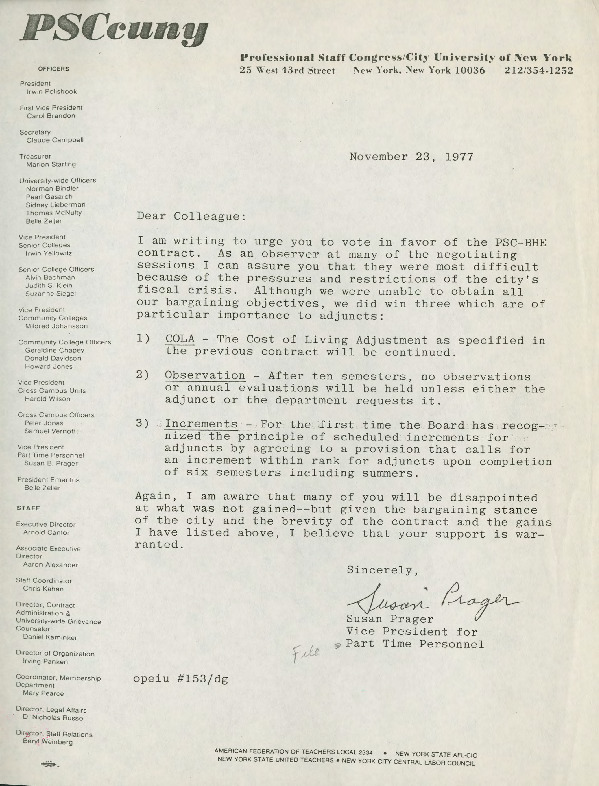 PSCcuny
Professional Staff Congress/City University of New York
25 West 43rd Street New York, New York 10036 212/354-1252
OFFICERS
President
Irwin Polishook
First Vice President
Carol Brandon
Secretary
Claude Campbell
Treasurer
Marion Starling
University-wide Officers
Norman Bindler
Pearl Gasarch
Sidney Lieberman
Thomas McNulty
Belle Zeller
Vice President
Senior Colleges
Irwin Yellowitz
Senior College Officers
Alvin Bachman
Judith S. Klein
Suzanne Siegel
Vice President
Community Colleges
Mildred Johansson
Community College Officers
Geraldine Chapey
Donald Davidson
Howard Jones
Vice President
Cross Campus Units
Harold Wilson
Cross Campus Officers
Peter Jonas
Samuel Vernoff
Vice President
Part Time Personnel
Susan B. Prager
President Emeritus
Belle Zeller
STAFF
Executive Director
Arnold Cantor
Associate Executive
Director
Aaron Alexander
Staff Coordinator
Chris Kehan
Director, Contract
Administration &
University-wide Grievance
Counselor
Daniel Kaminker
Director of Organization
Irving Panken
Coordinator, Membership
Department
Mary Pearce
Director, Legal Affairs
D. Nicholas Russo
Director, Staff Relations
Beryl Weinberg
November 23, 1977
Dear Colleague:
I am writing to urge you to vote in favor of the PSC-BHE
contract. As an observer at many of the negotiating
sessions I can assure you that they were most difficult
because of the pressures and restrictions of the city's
fiscal crisis. Although we were unable to obtain all
our bargaining objectives, we did win three which are of
particular importance to adjuncts:
1) COLA - The Cost of Living Adjustment as specified in
the previous contract will be continued.
2) Observation - After ten semesters, no observations
or annual evaluations will be held unless either the
adjunct or the department requests it.
3) Increments - For the first time the Board has recog-
nized the principle of scheduled increments for
adjuncts by agreeing to a provision that calls for
an increment within rank for adjuncts upon completion
of six semesters including summers.
Again, I am aware that many of you will be disappointed
at what was not gained--but given the bargaining stance
of the city and the brevity of the contract and the gains
I have listed above, I believe that your support is war-
ranted.
Sincerely,
Susan Prager
Susan Prager
Vice President for
Part Time Personnel
File
opeiu #153/dg
AMERICAN FEDERATION OF TEACHERS LOCAL 2334 • NEW YORK STATE AFL-CIO
NEW YORK STATE UNITED TEACHERS • NEW YORK CITY CENTRAL LABOR COUNCIL